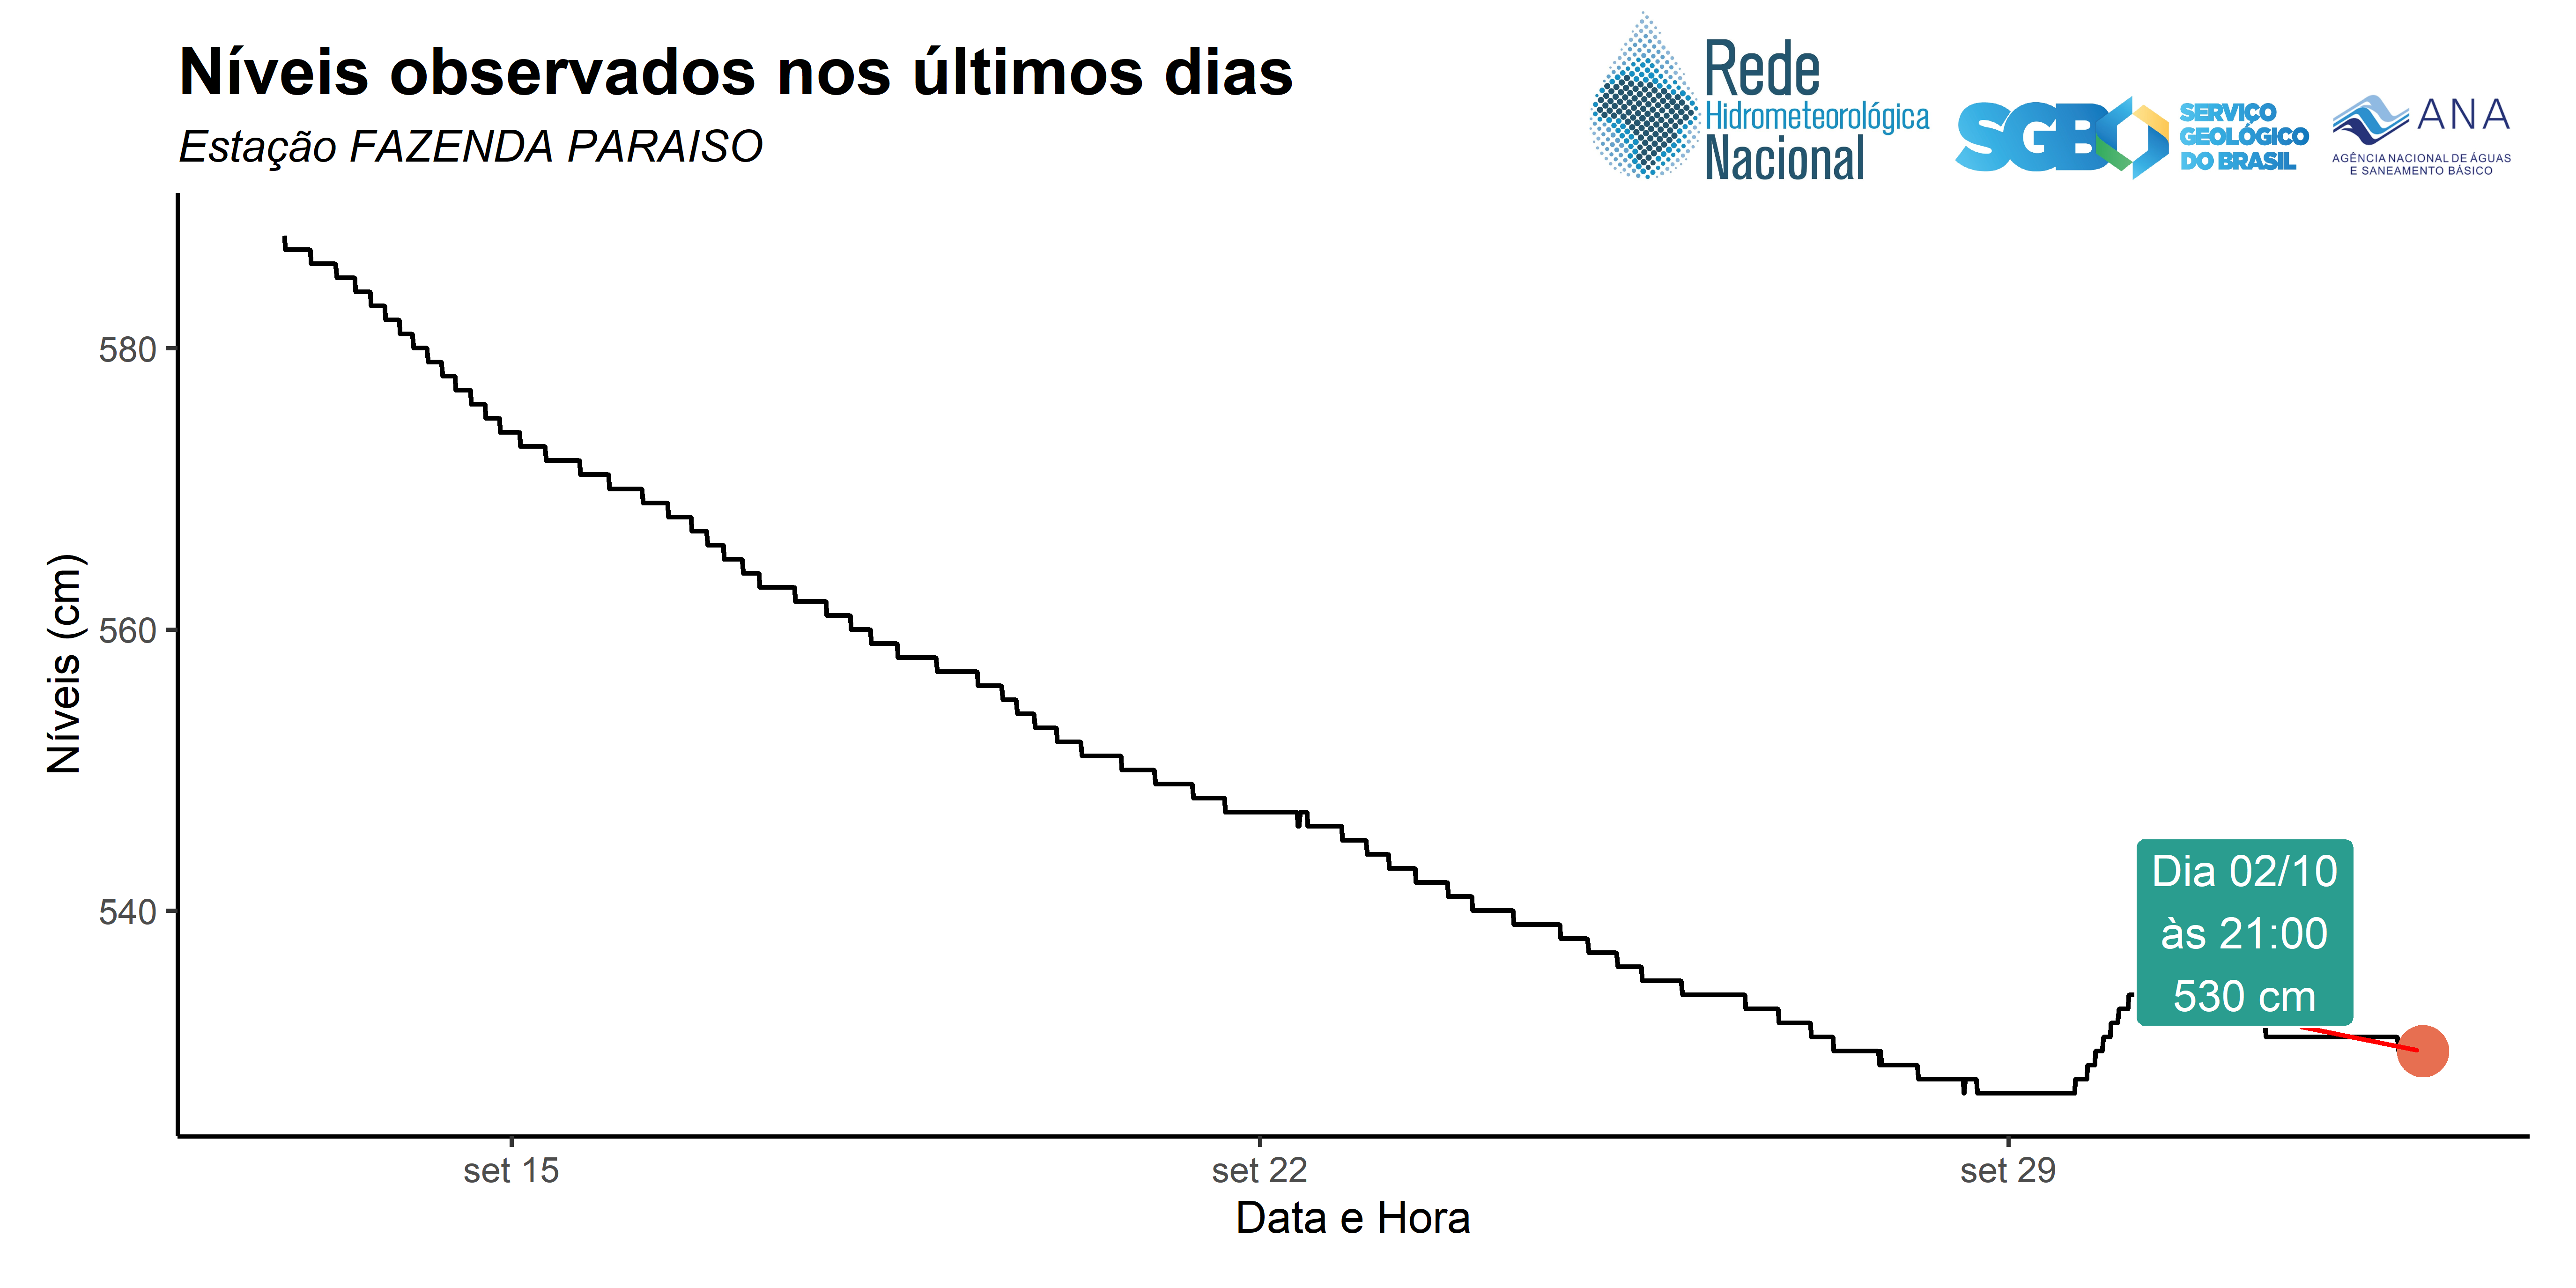 Níveis observados nos últimos dias
Estação FAZENDA PARAISO
Rede
Hidrometeorológica
Nacional
SGB
SERVIÇO
GEOLÓGICO
DO BRASIL
ANA
AGÊNCIA NACIONAL DE ÁGUAS
E SANEAMENTO BÁSICO
Níveis (cm)
580
560
540
Dia 02/10
às 21:00
530 cm
set 15
set 22
set 29
Data e Hora